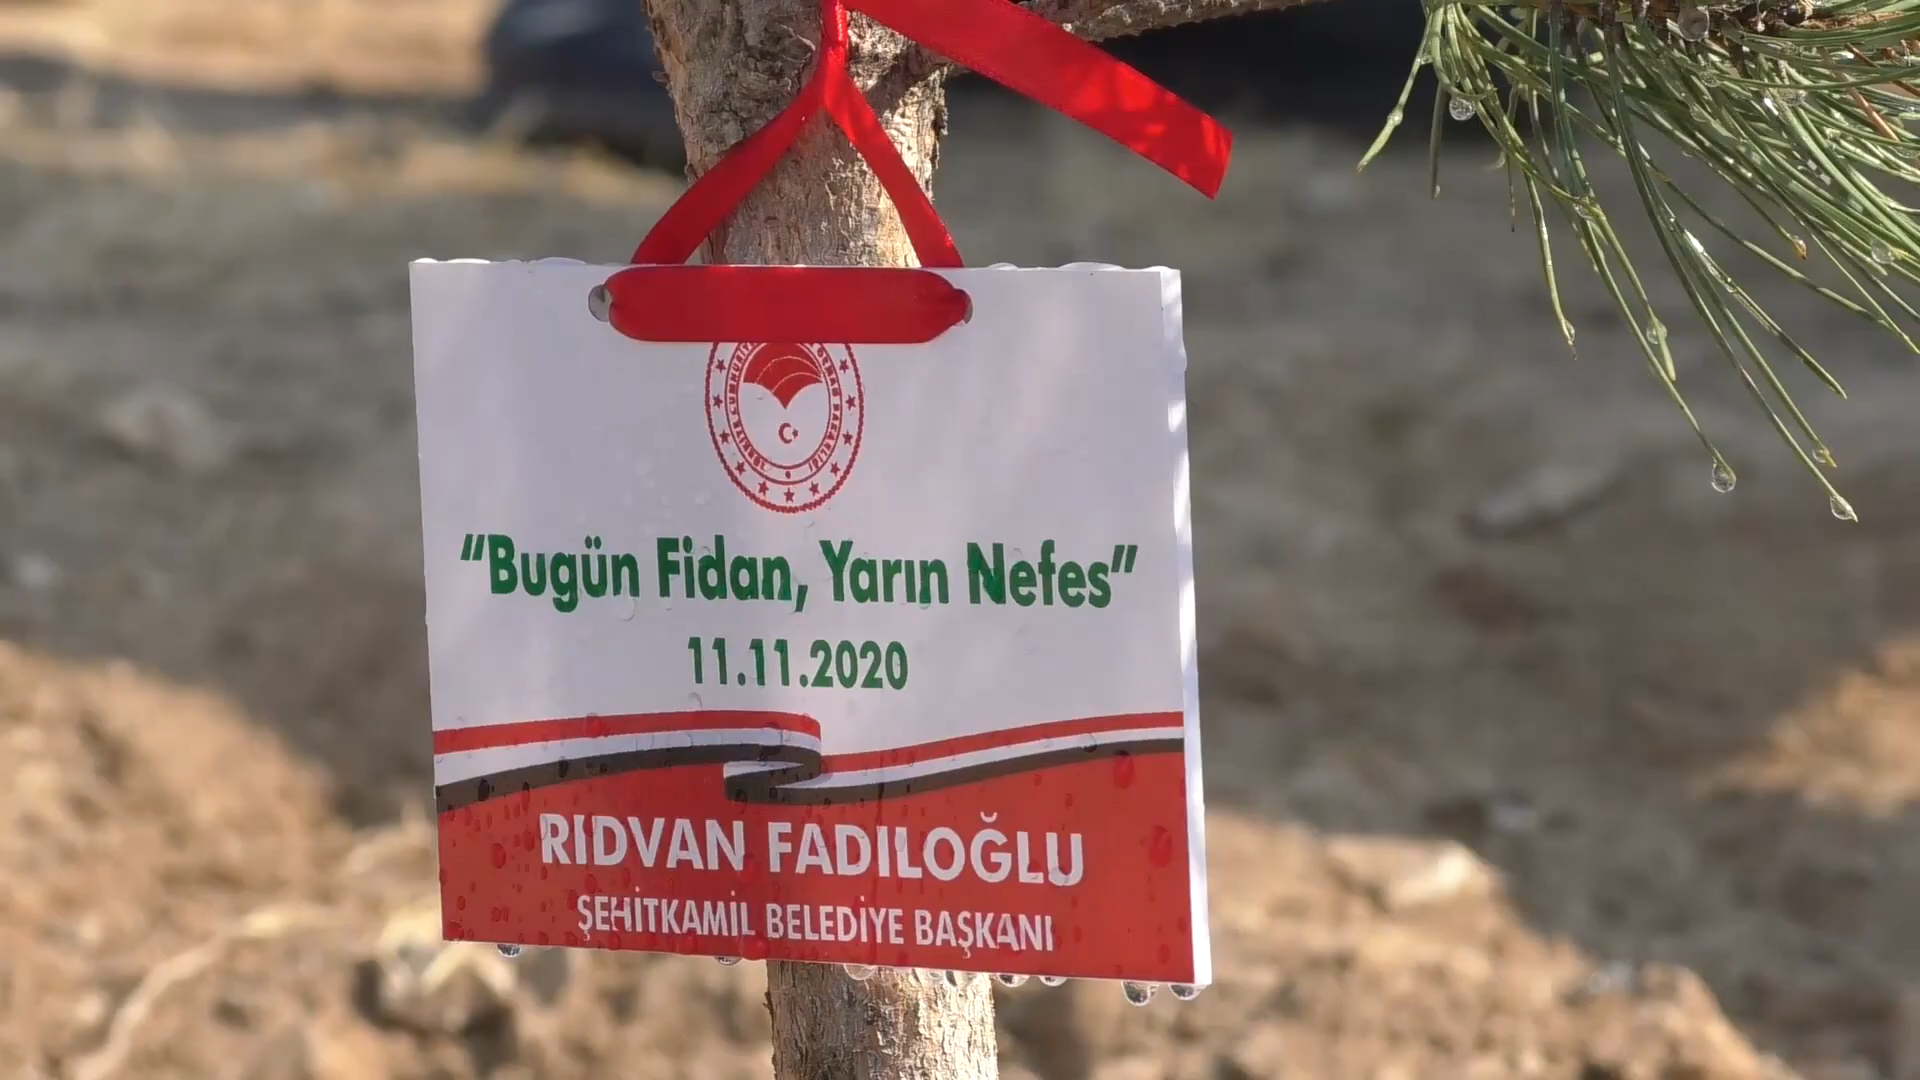 "Bugün Fidan, Yarın Nefes"
11.11.2020
RIDVAN FADILOĞLU
ŞEHİTKAMİL BELEDİYE BAŞKANI